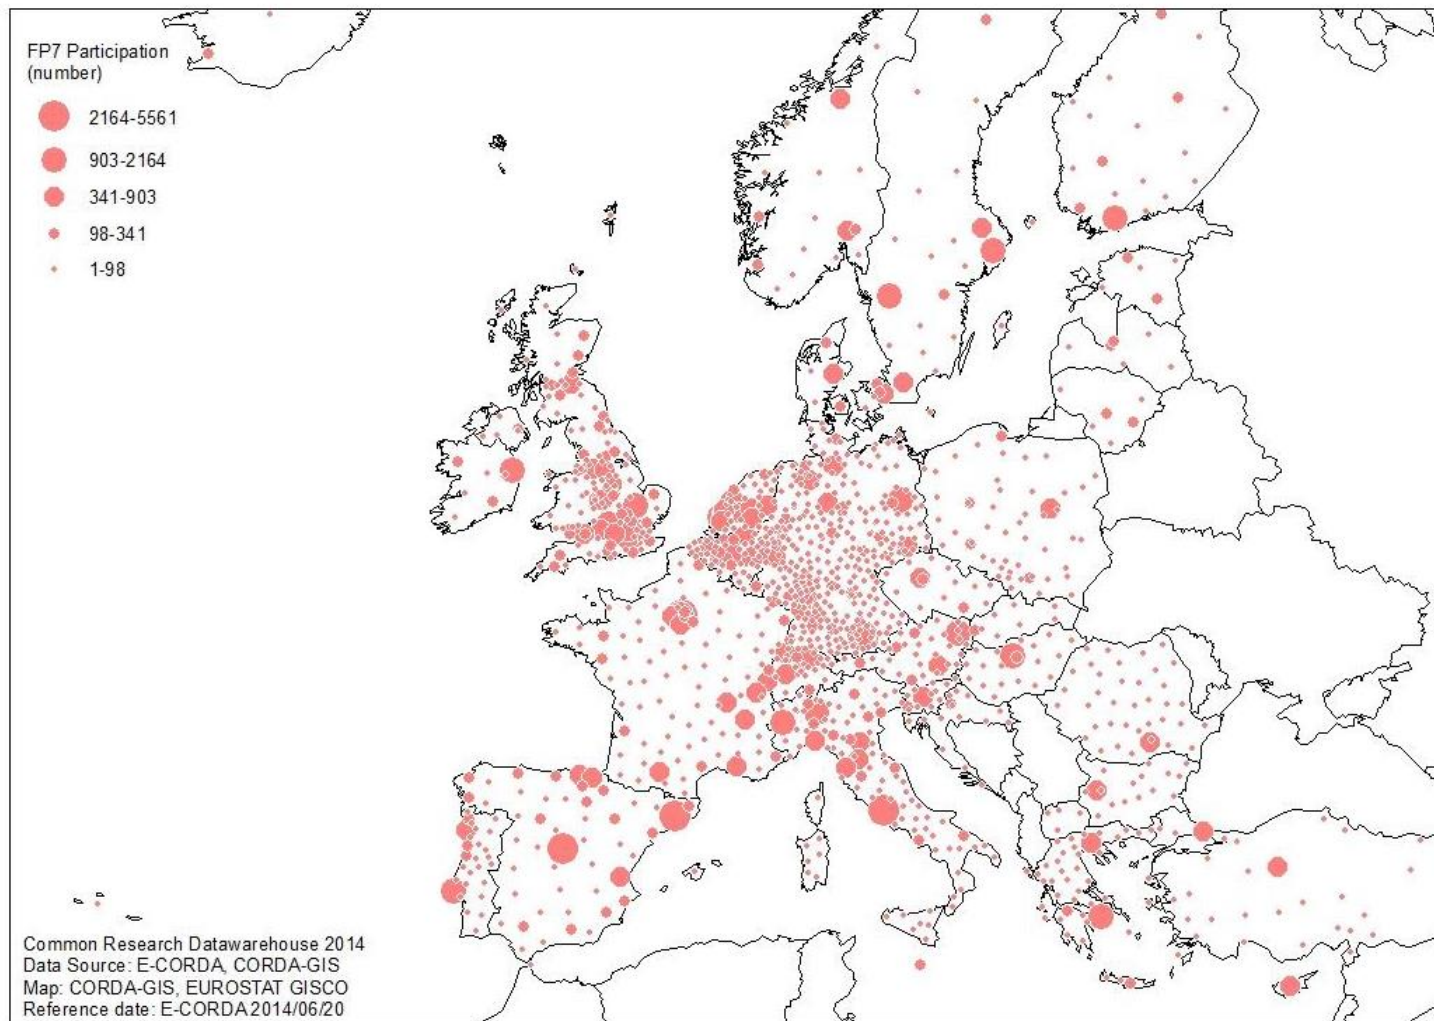 FP7 Participation
(number)
2164-5561
903-2164
341-903
98-341
1-98
Common Research Datawarehouse 2014
Data Source: E-CORDA, CORDA-GIS
Map: CORDA-GIS, EUROSTAT GISCO
Reference date: E-CORDA 2014/06/20